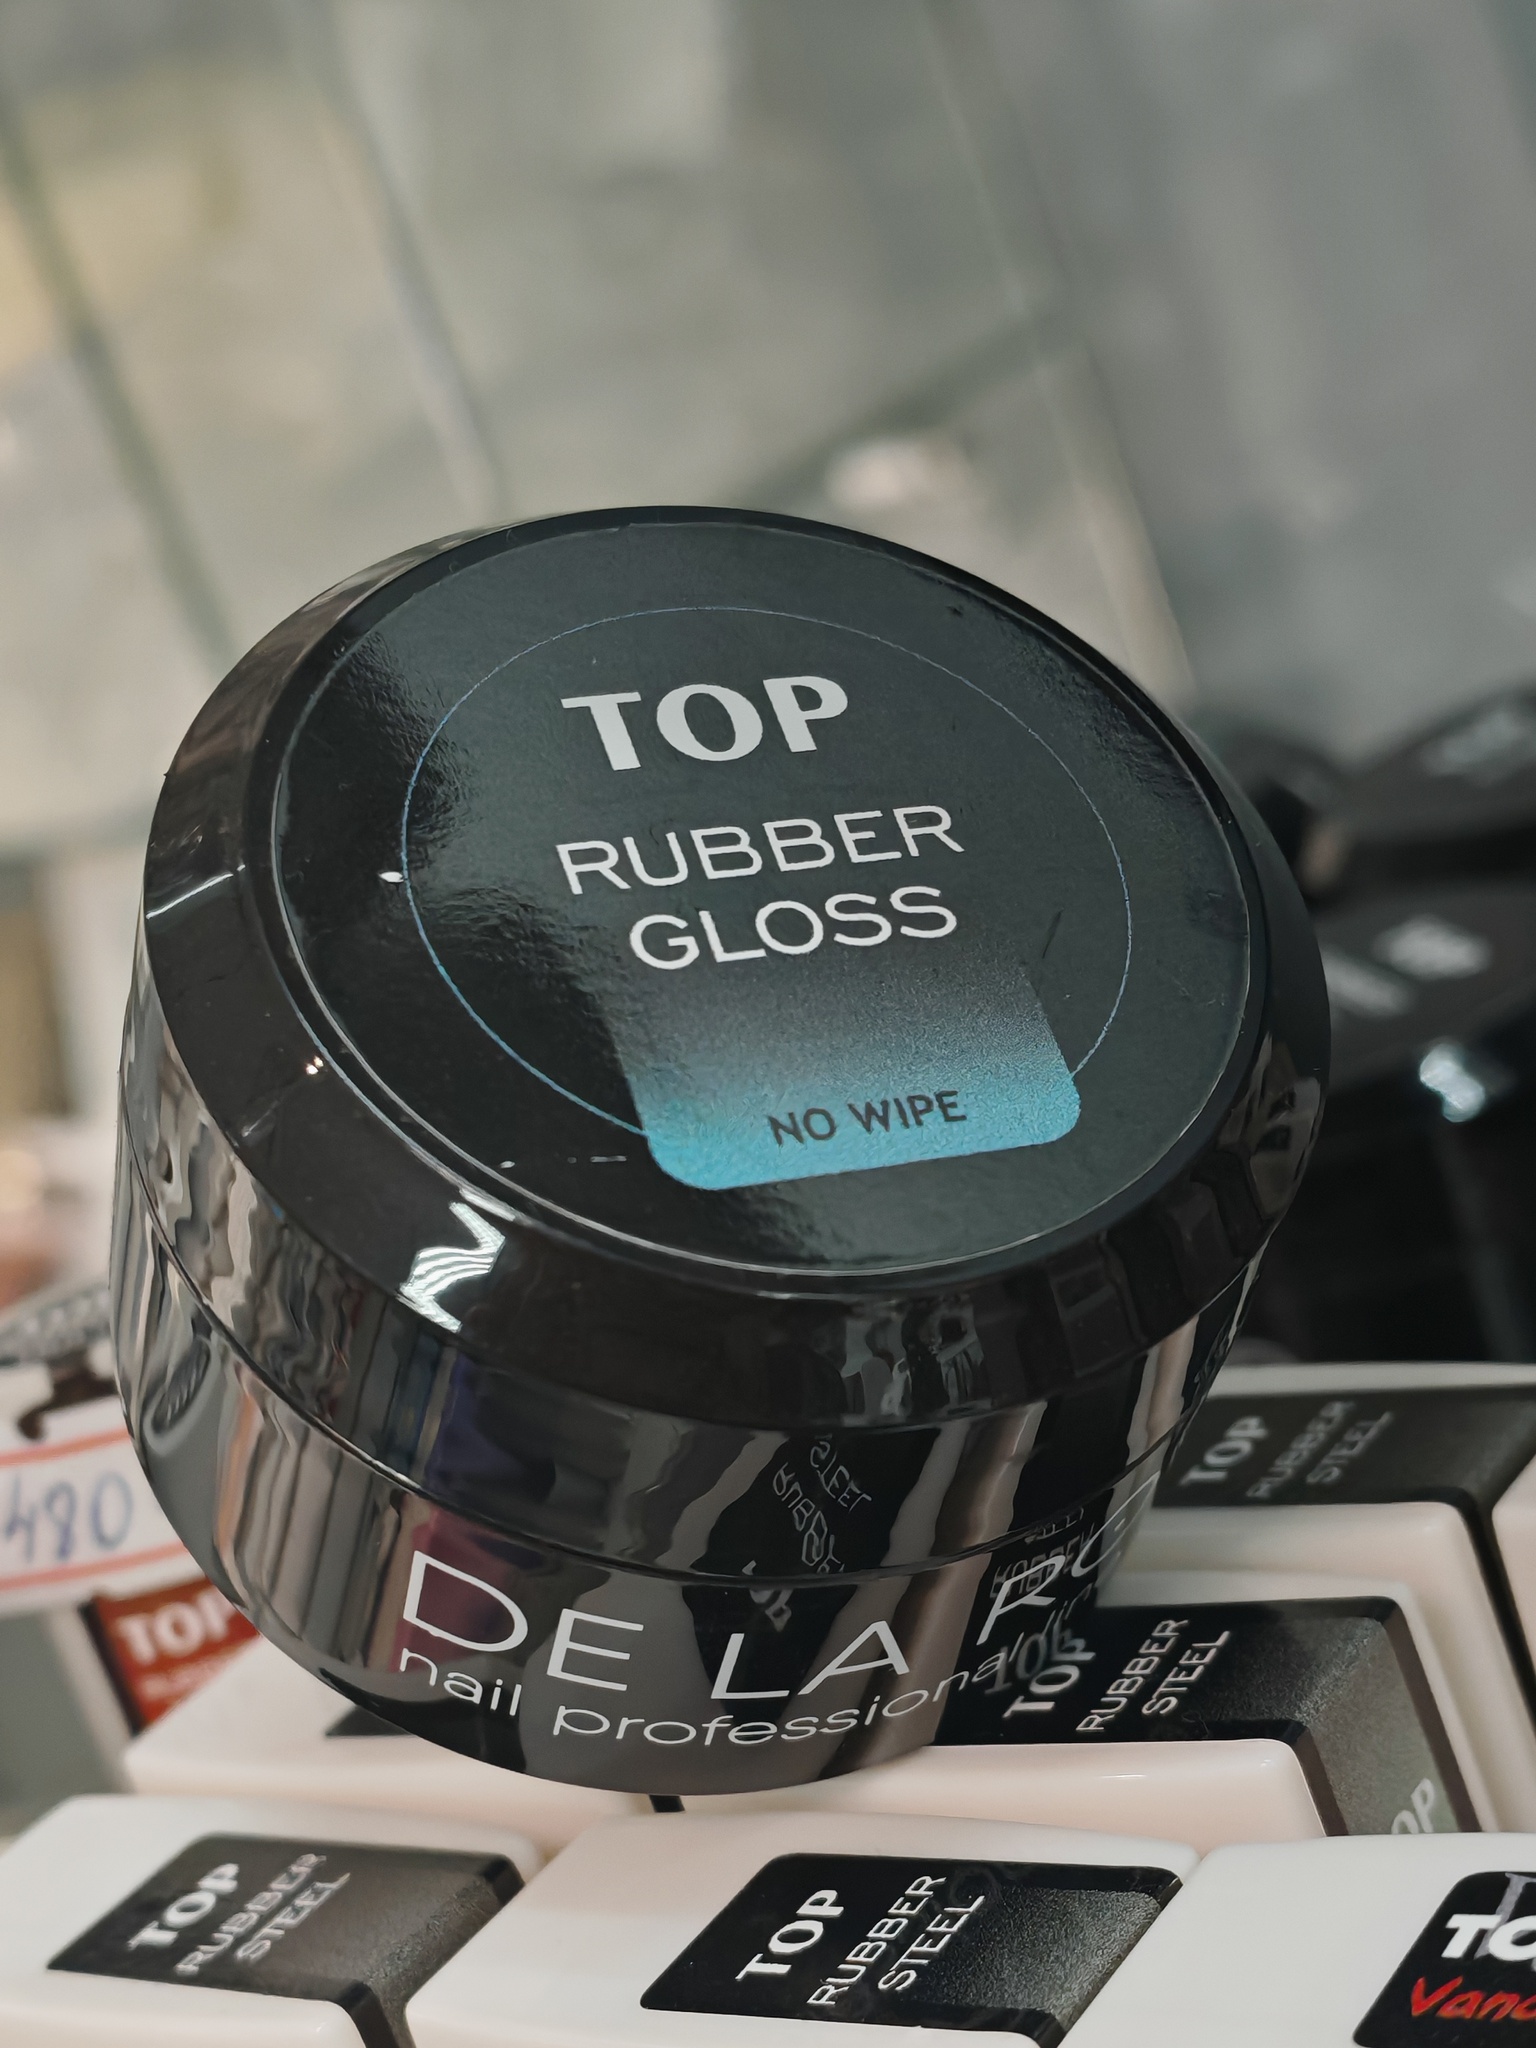 TOP
RUBBER
GLOSS
NO WIPE
DE LA
nail professional
480
TOP
TOP
RUBBER
STEEL
TOP
RUBBER
STEEL
TOP
RUBBER
STEEL
TOP
RUBBER
STEEL